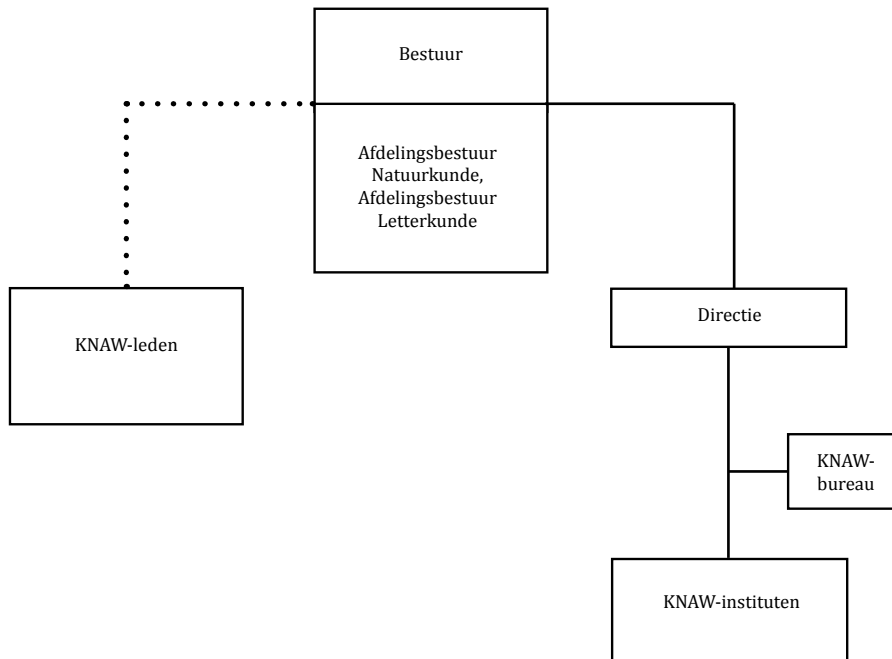 Bestuur
Afdelingsbestuur
Natuurkunde,
Afdelingsbestuur
Letterkunde
KNAW-leden
Directie
KNAW-
bureau
KNAW-instituten